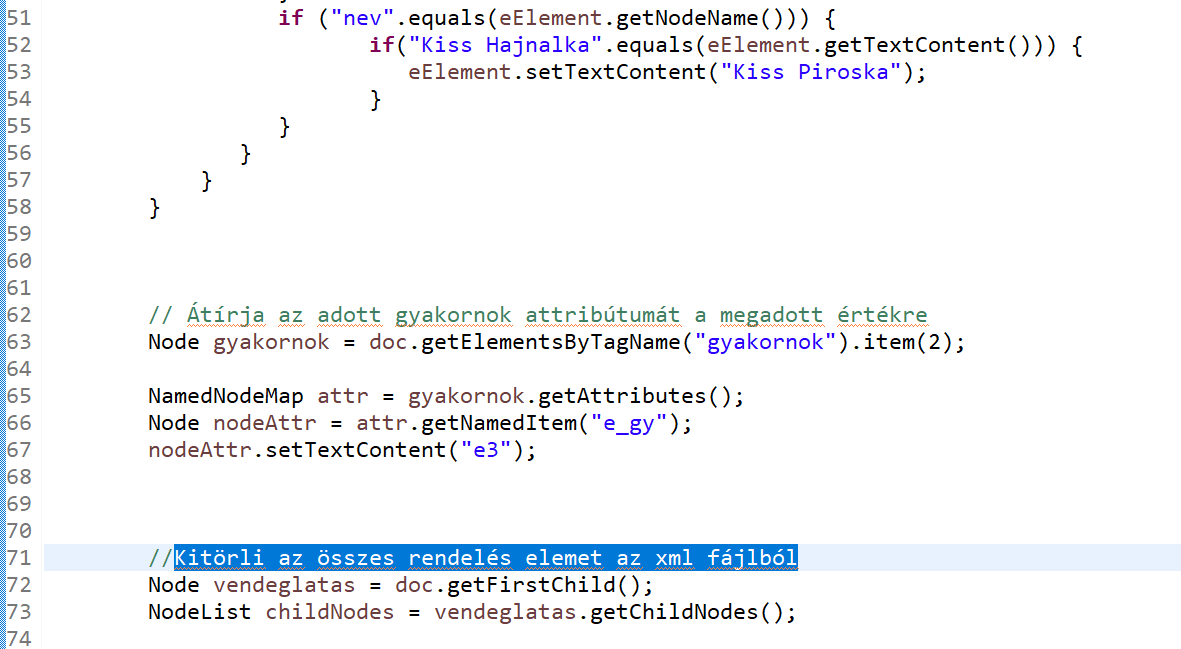 51 if ("nev".equals(eElement.getNodeName())) {
52 if("Kiss Hajnalka".equals(eElement.getTextContent())) {
53 eElement.setTextContent("Kiss Piroska");
54 }
55 }
56 }
57 }
58 }
59
60
61
62 // Átírja az adott gyakornok attribútumát a megadott értékre
63 Node gyakornok = doc.getElementsByTagName("gyakornok").item(2);
64
65 NamedNodeMap attr = gyakornok.getAttributes();
66 Node nodeAttr = attr.getNamedItem("e_gy");
67 nodeAttr.setTextContent("e3");
68
69
70
71 //Kitörli az összes rendelés elemet az xml fájlból
72 Node vendeglatas = doc.getFirstChild();
73 NodeList childNodes = vendeglatas.getChildNodes();
74